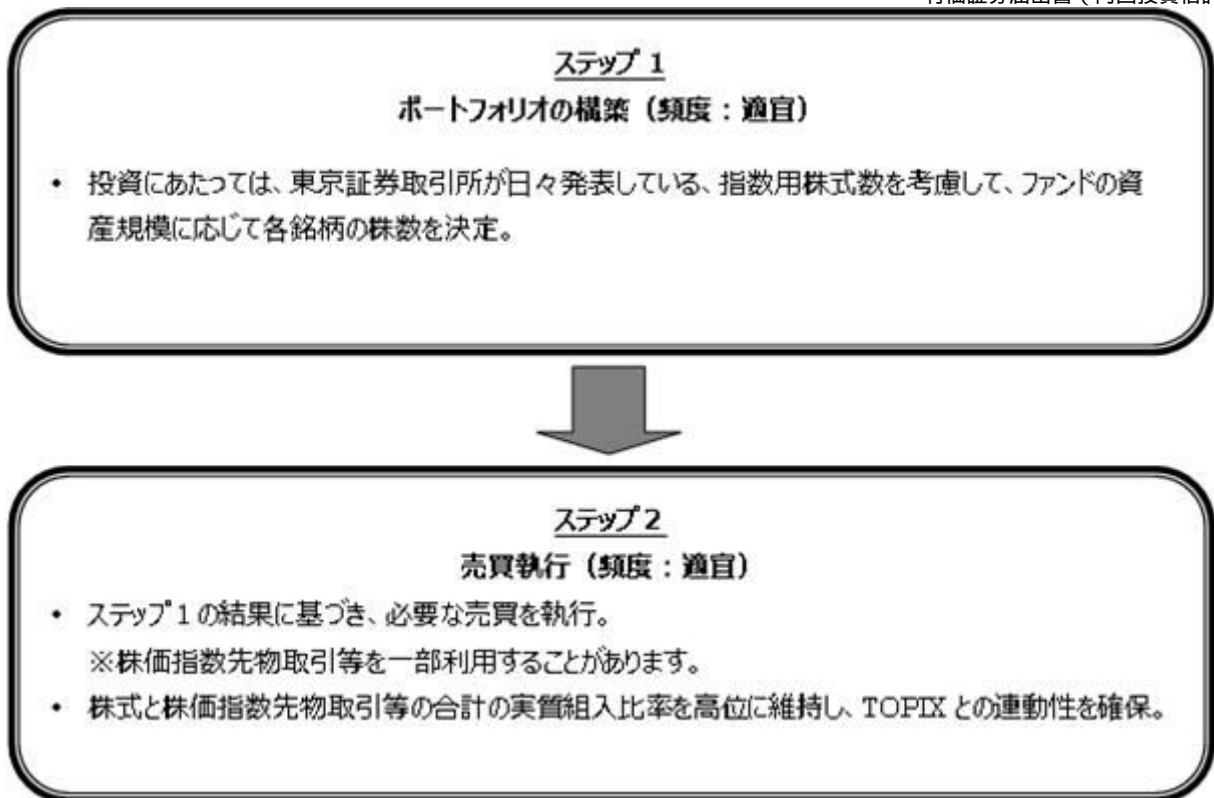 ステップ 1
ポートフォリオの構築（頻度：適宜）
• 投資にあたっては、東京証券取引所が日々発表している、指数用株式数を考慮して、ファンドの資
産規模に応じて各銘柄の株数を決定。
ステップ 2
売買執行（頻度：適宜）
• ステップ 1 の結果に基づき、必要な売買を執行。
※株価指数先物取引等を一部利用することがあります。
• 株式と株価指数先物取引等の合計の実質組入比率を高位に維持し、TOPIX との連動性を確保。